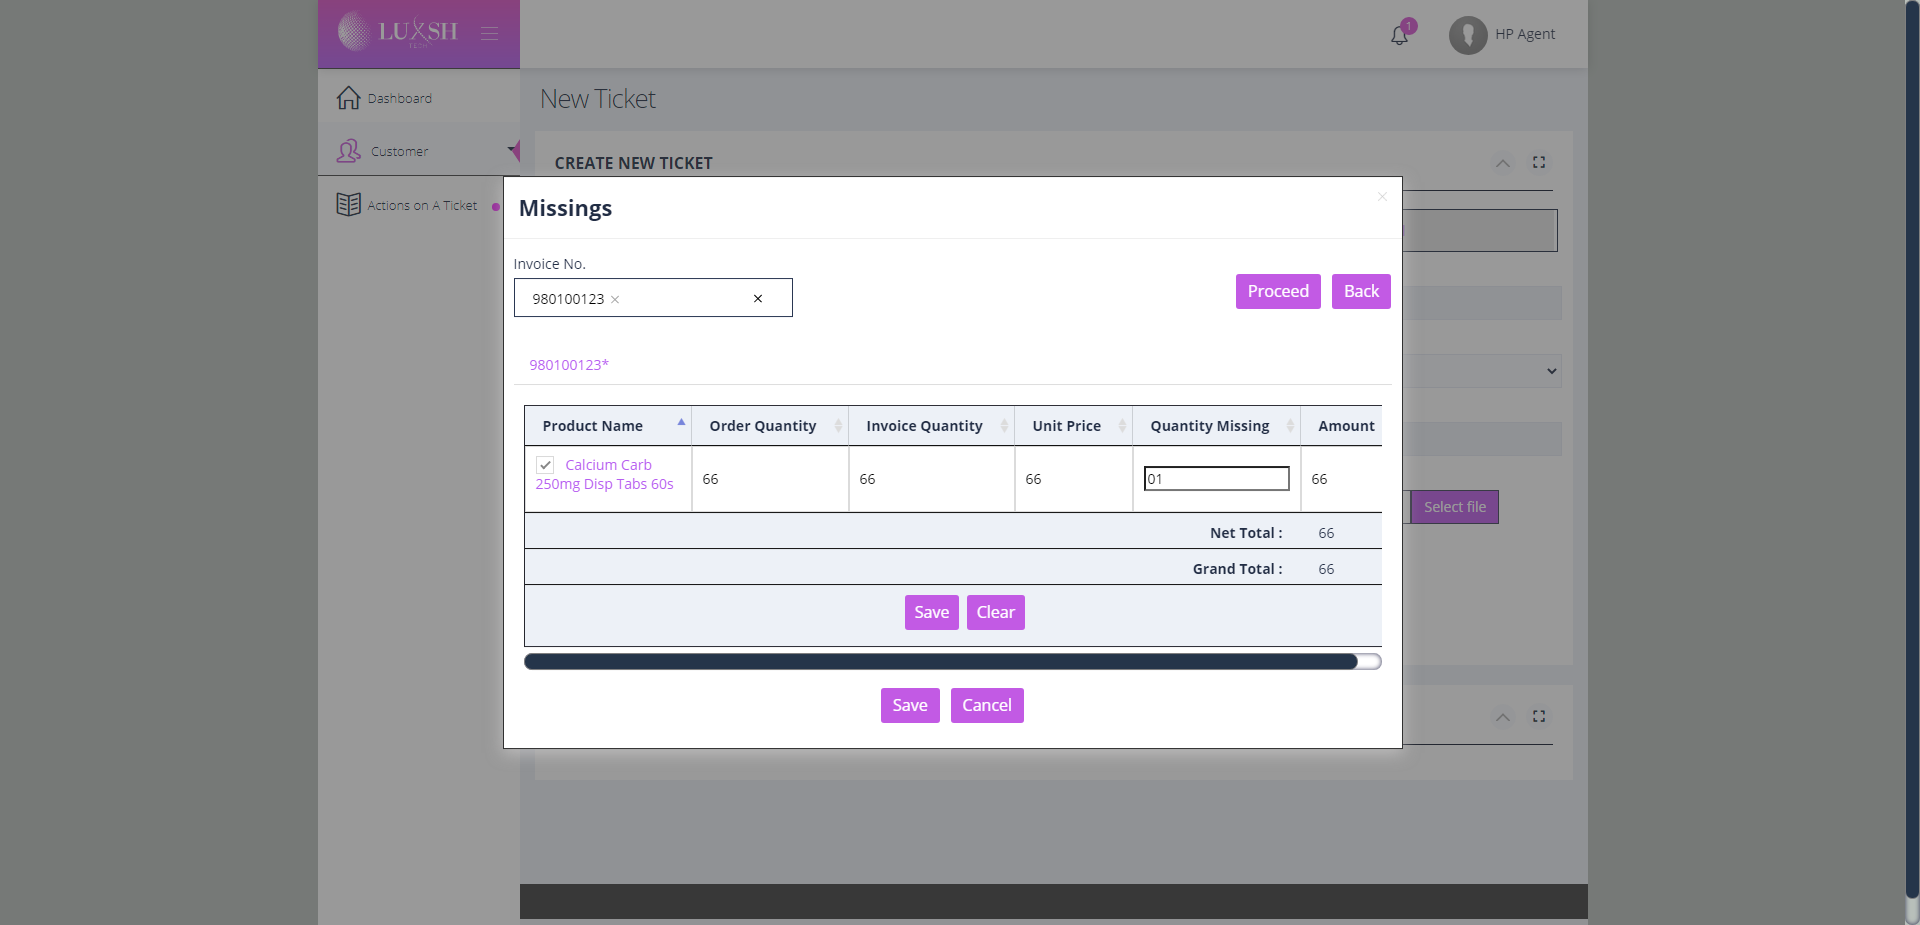 LUXSH
1
HP Agent
Dashboard
New Ticket
Customer
CREATE NEW TICKET
Actions on A Ticket
Missings
Invoice No.
980100123
Proceed
Back
980100123*
Product Name
Order Quantity
Invoice Quantity
Unit Price
Quantity Missing
Amount
Calcium Carb
250mg Disp Tabs 60s
66
66
66
01
66
Net Total :
66
Grand Total :
66
Save
Clear
Select file
Save
Cancel